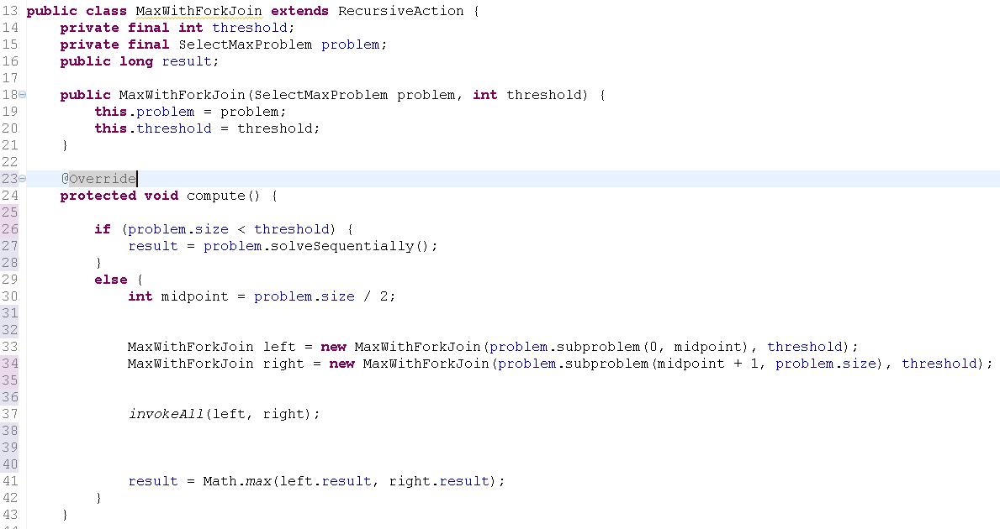 13 public class MaxWithForkJoin extends RecursiveAction {
14     private final int threshold;
15     private final SelectMaxProblem problem;
16     public long result;
17
18     public MaxWithForkJoin(SelectMaxProblem problem, int threshold) {
19         this.problem = problem;
20         this.threshold = threshold;
21     }
22
23     @Override
24     protected void compute() {
25
26         if (problem.size < threshold) {
27             result = problem.solveSequentially();
28         }
29         else {
30             int midpoint = problem.size / 2;
31
32
33             MaxWithForkJoin left = new MaxWithForkJoin(problem.subproblem(0, midpoint), threshold);
34             MaxWithForkJoin right = new MaxWithForkJoin(problem.subproblem(midpoint + 1, problem.size), threshold);
35
36
37             invokeAll(left, right);
38
39
40
41             result = Math.max(left.result, right.result);
42         }
43     }